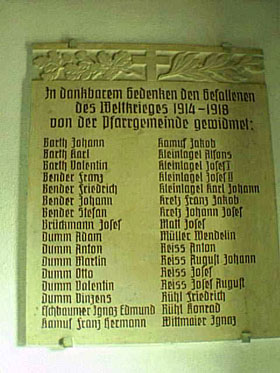 In dankbarem Gedenken den Gefallenen
des Weltkrieges 1914-1918
von der Pfarrgemeinde gewidmet:
Barth Johann
Barth Karl
Barth Valentin
Bender Franz
Bender Friedrich
Bender Johann
Bender Stefan
Brückmann Josef
Dumm Adam
Dumm Anton
Dumm Martin
Dumm Otto
Dumm Valentin
Dumm Vinzens
Eschbaumer Ignaz Edmund
Kamuf Franz Hermann
Kamuf Jakob
Kleinlagel Alfons
Kleinlagel Josef I
Kleinlagel Josef II
Kleinlagel Karl Johann
Kretz Franz Jakob
Kretz Johann Josef
Matt Josef
Müller Wendelin
Reiss Anton
Reiss August Johann
Reiss Josef
Reiss Josef August
Rühl Friedrich
Rühl Konrad
Wittmaier Ignaz